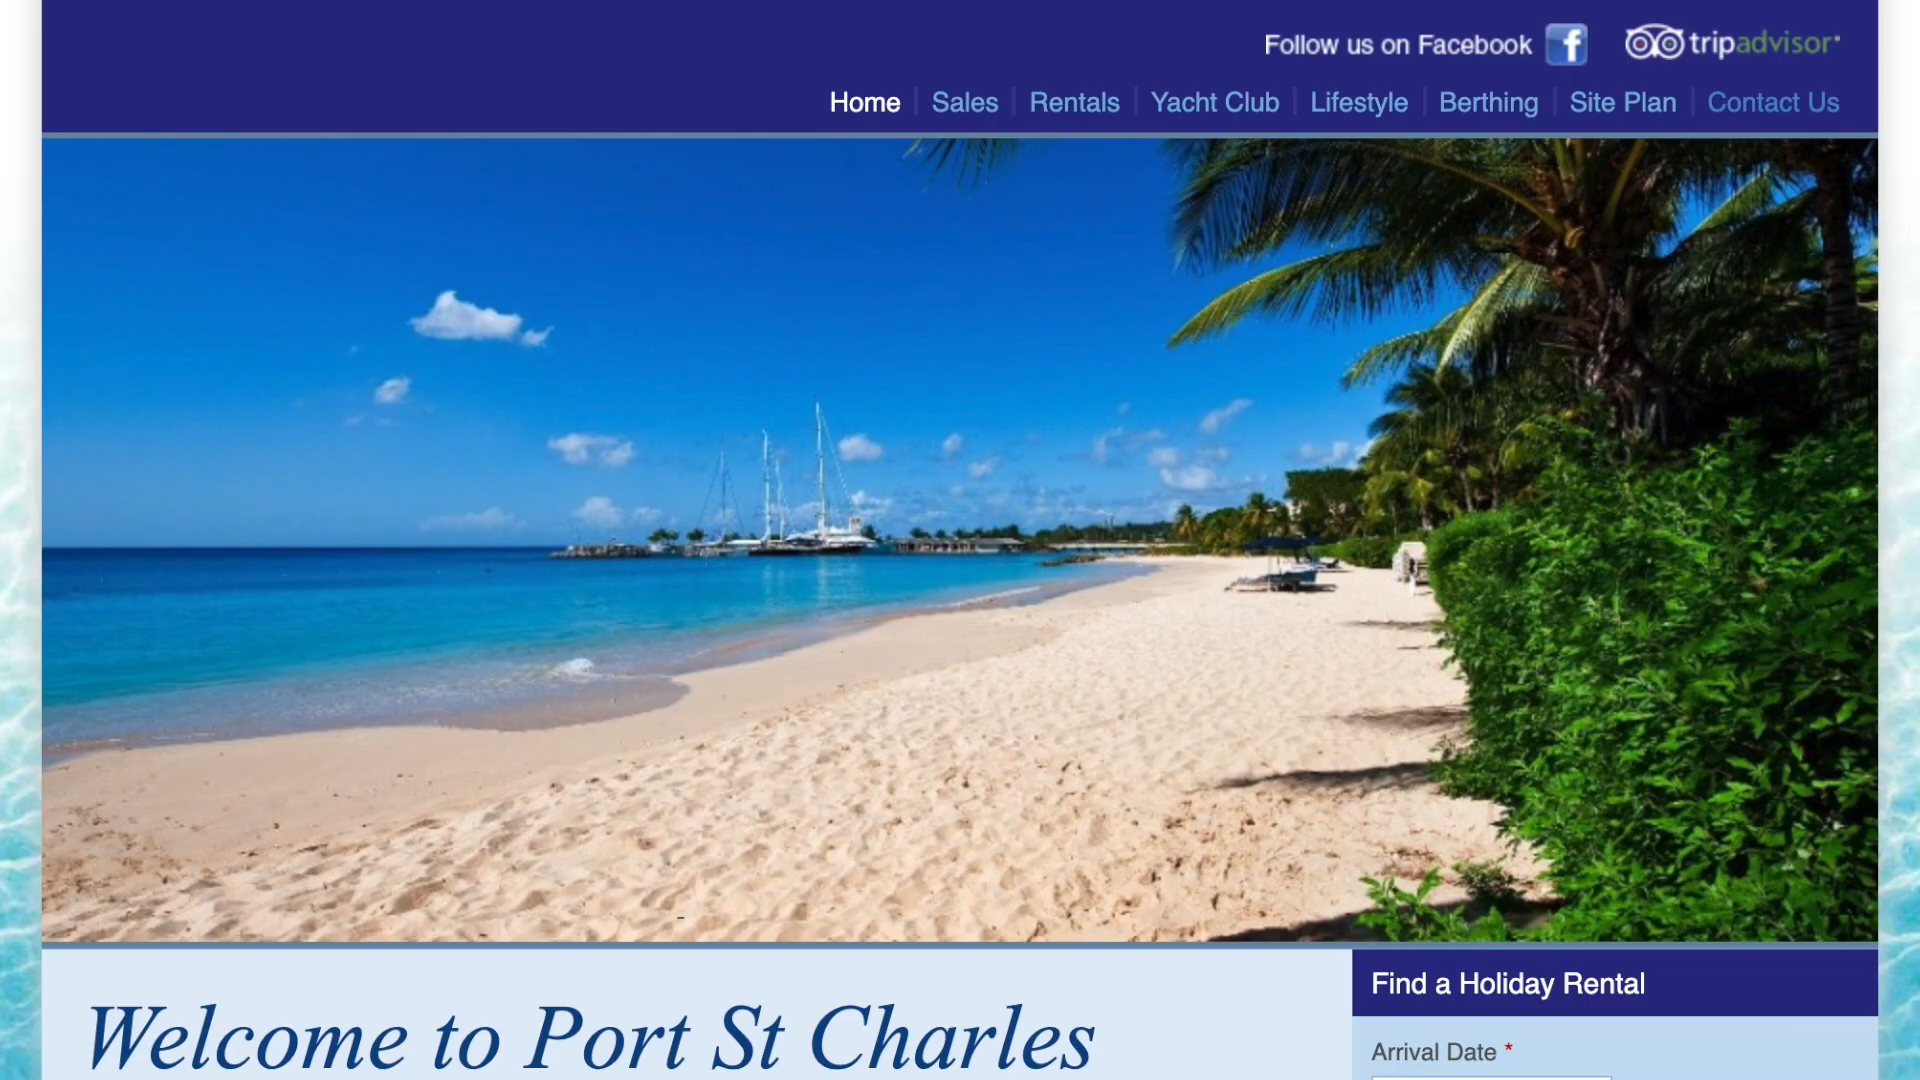 Follow us on Facebook f tripadvisor
Home Sales Rentals Yacht Club Lifestyle Berthing Site Plan Contact Us
Welcome to Port St Charles
Find a Holiday Rental
Arrival Date *